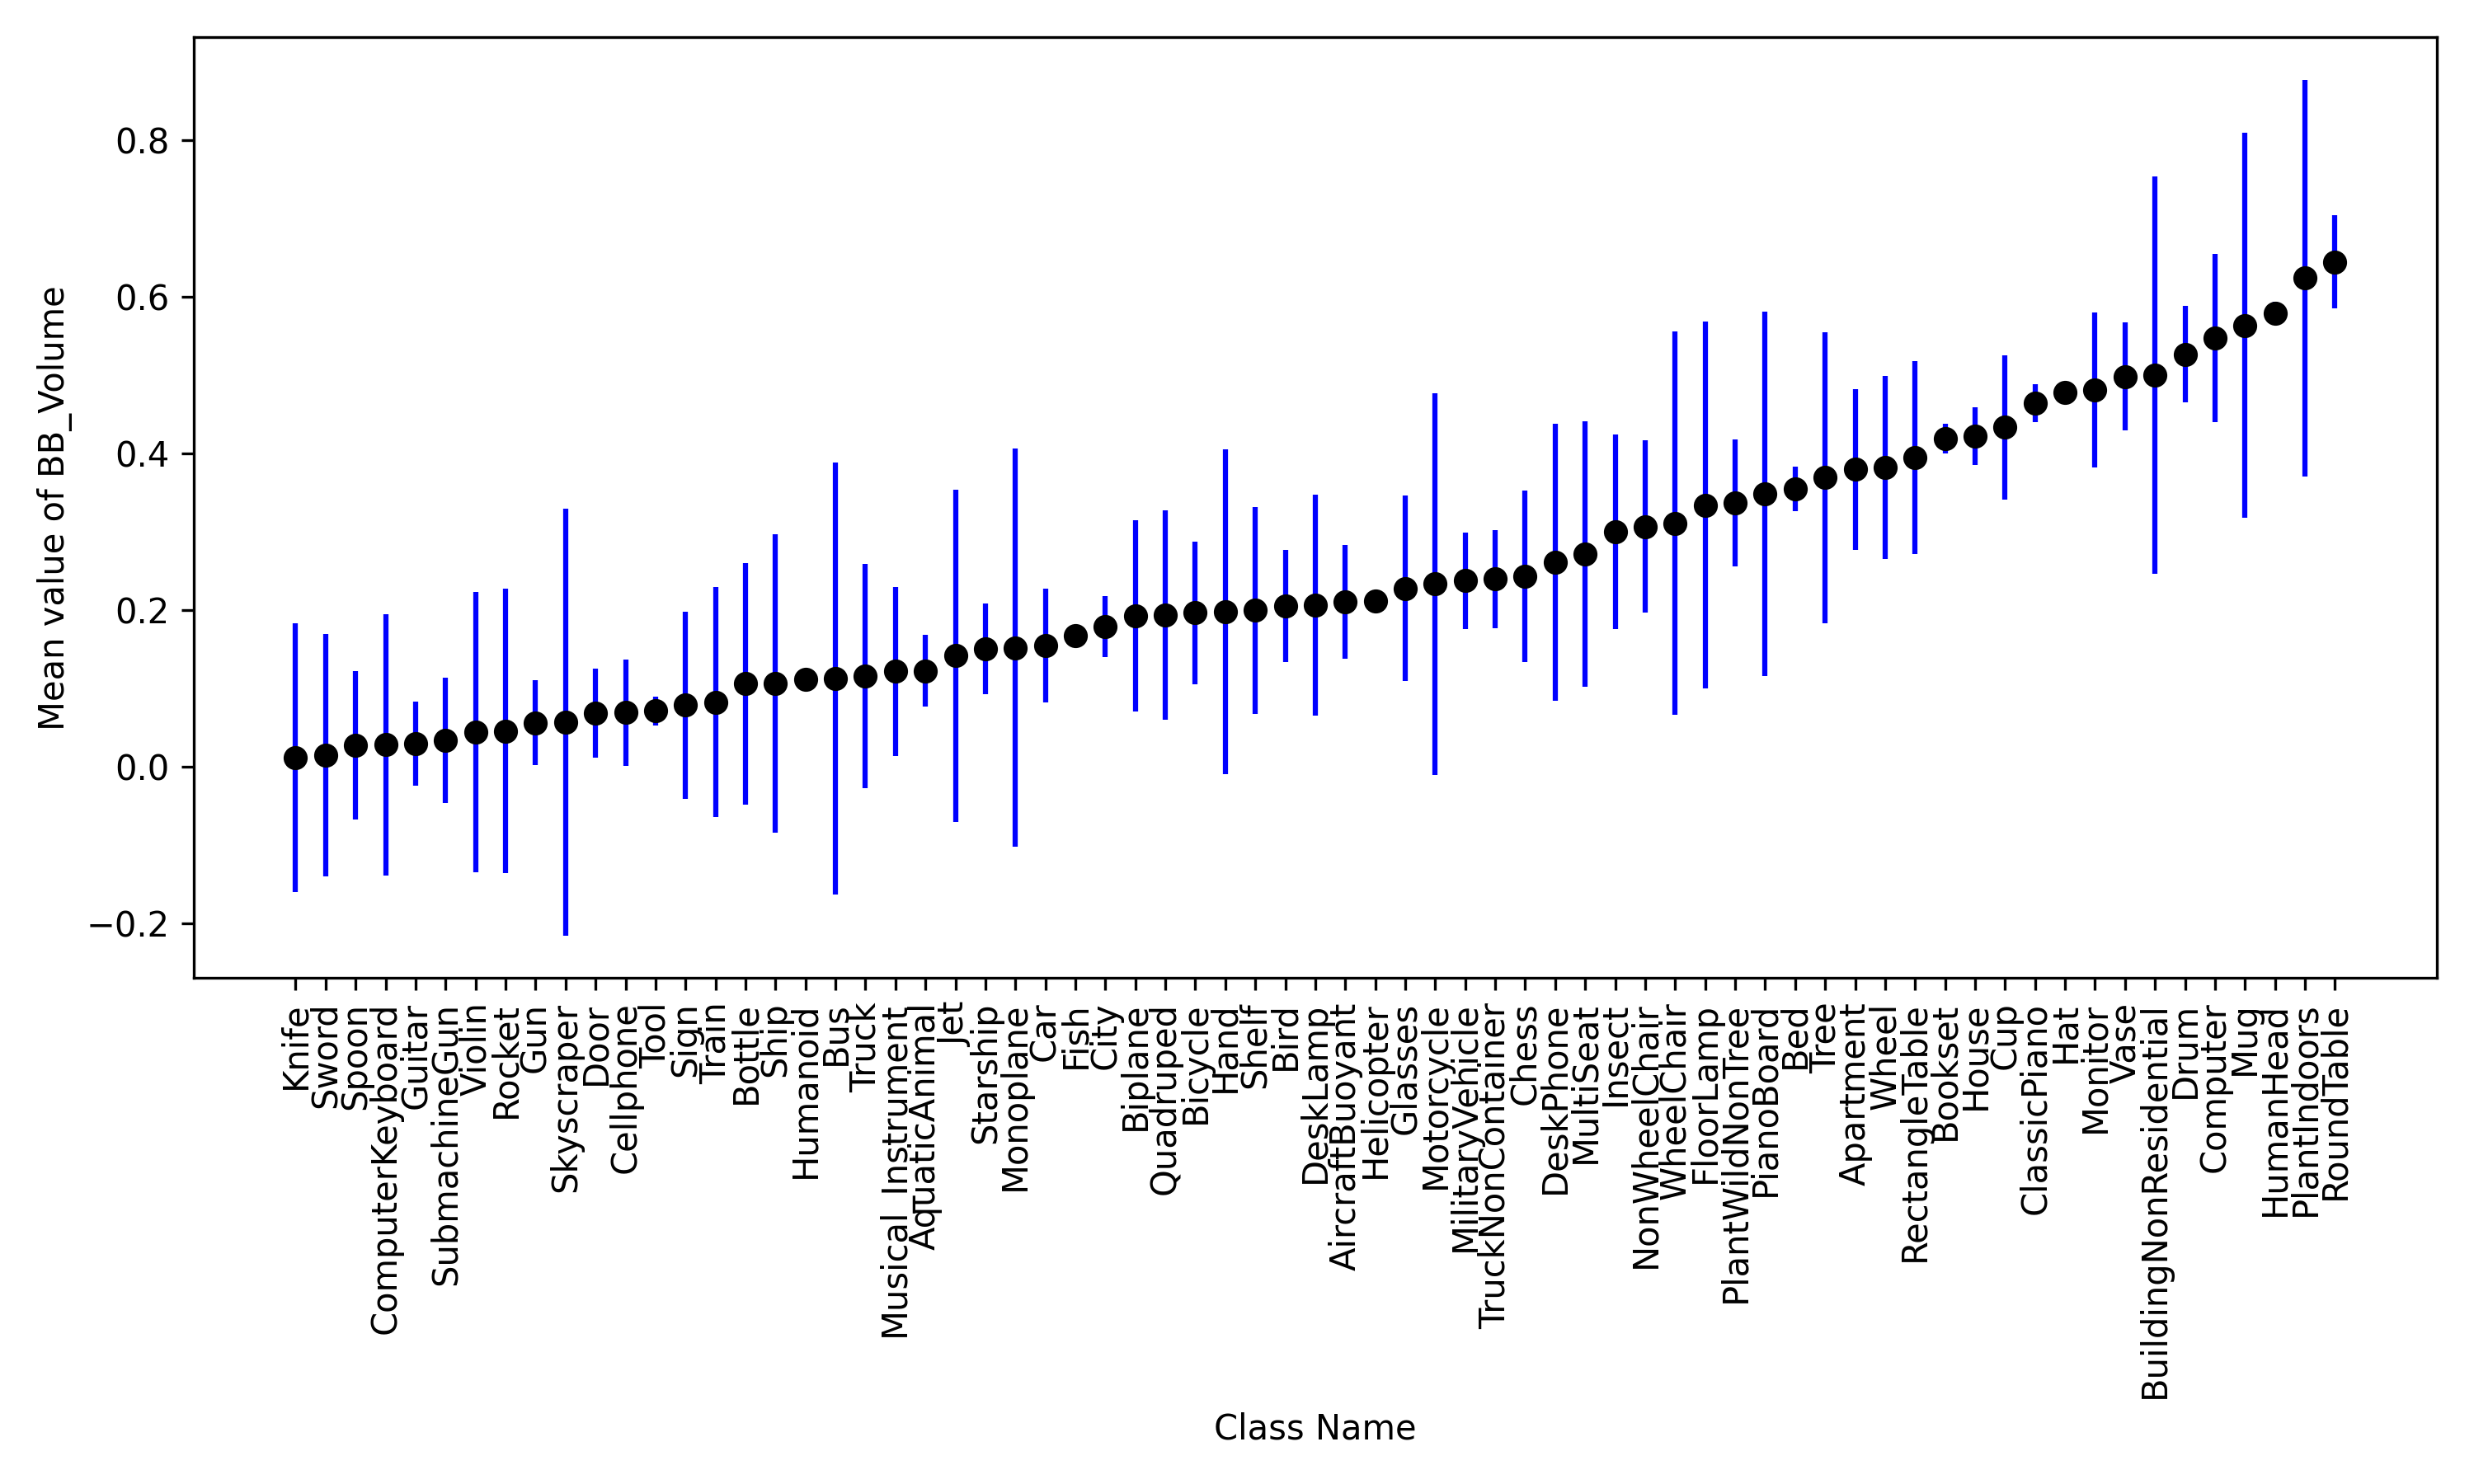 Mean value of BB_Volume
0.8
0.6
0.4
0.2
0.0
−0.2
Knife
Sword
Spoon
ComputerKeyboard
Guitar
SubmachineGun
Violin
Rocket
Gun
Skyscraper
Door
Cellphone
Tool
Sign
Train
Bottle
Ship
Humanoid
Bus
Truck
Musical Instrument
AquaticAnimal
Jet
Starship
Monoplane
Car
Fish
City
Biplane
Quadruped
Bicycle
Hand
Shelf
Bird
DeskLamp
AircraftBuoyant
Helicopter
Glasses
Motorcycle
MilitaryVehicle
TruckNonContainer
Chess
DeskPhone
MultiSeat
Insect
NonWheelChair
WheelChair
FloorLamp
PlantWildNonTree
PianoBoard
Bed
Tree
Apartment
Wheel
RectangleTable
Bookset
House
Cup
ClassicPiano
Hat
Monitor
Vase
BuildingNonResidential
Drum
Computer
Mug
HumanHead
PlantIndoors
RoundTable
Class Name